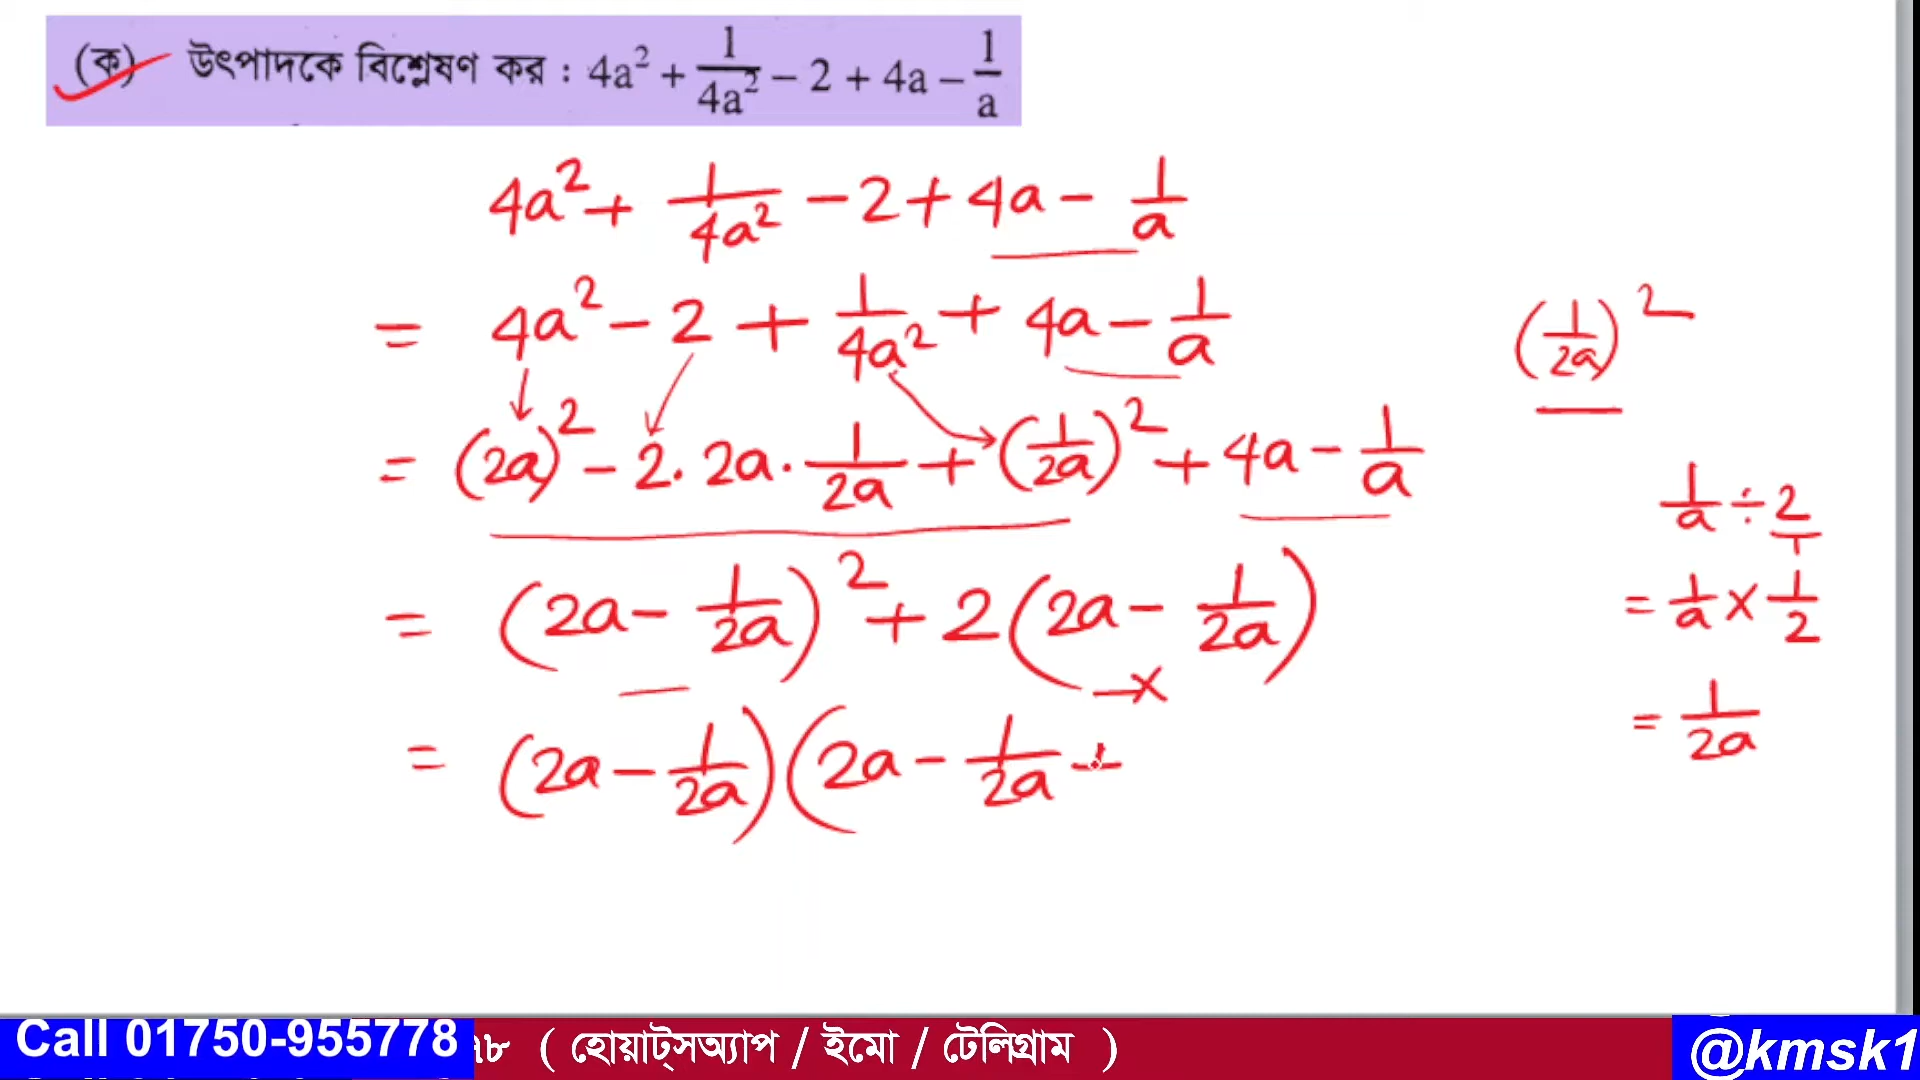 (ক) উৎপাদকে বিশ্লেষণ কর : 4a² + 1/4a² − 2 + 4a − 1/a
4a² + 1/4a² − 2 + 4a − 1/a
= 4a² − 2 + 1/4a² + 4a − 1/a
= (2a)² − 2 · 2a · 1/2a + (1/2a)² + 4a − 1/a
= (2a − 1/2a)² + 2(2a − 1/2a)
= (2a − 1/2a)(2a − 1/2a +
(1/2a)²
1/a ÷ 2/1
= 1/a × 1/2
= 1/2a
Call 01750-955778 ৭৮ ( হোয়াট্সঅ্যাপ / ইমো / টেলিগ্রাম )
@kmsk1